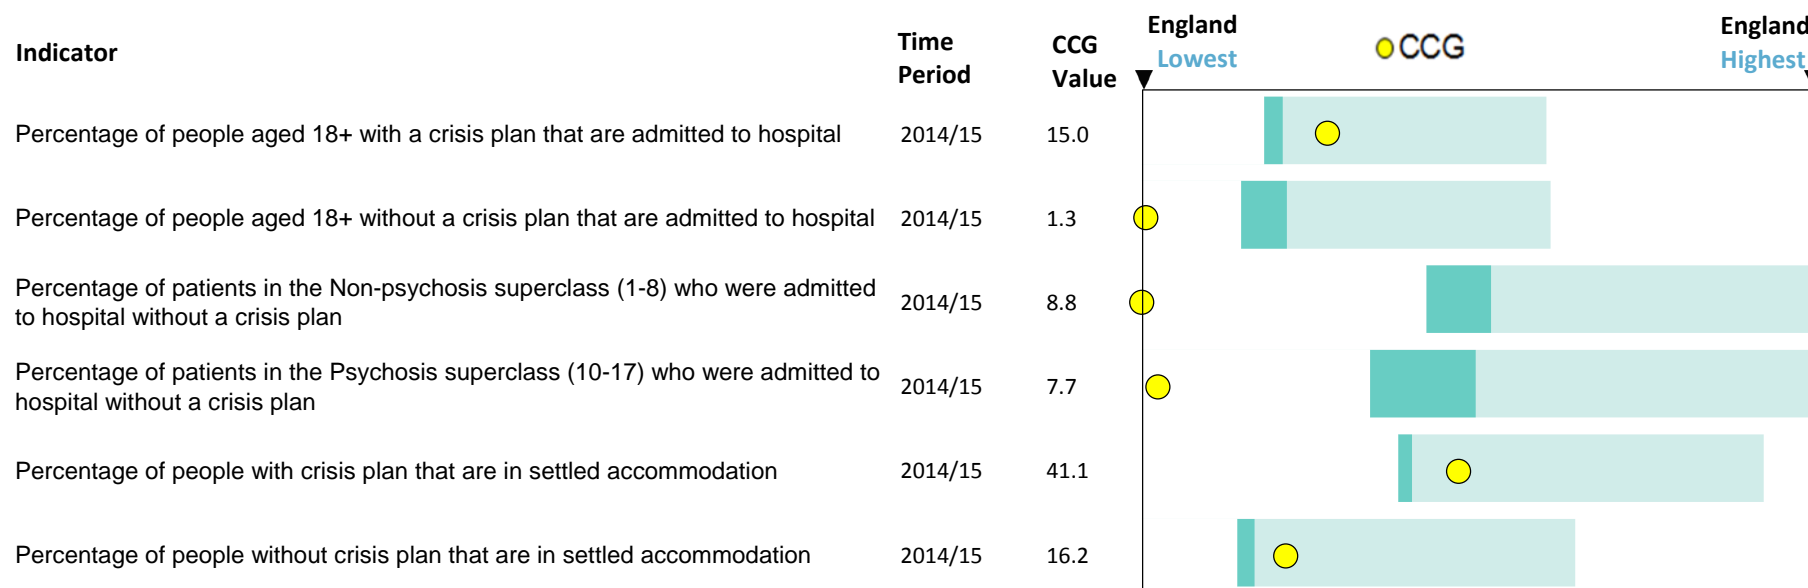 Indicator
Time Period
CCG Value
England Lowest
CCG
England Highest
Percentage of people aged 18+ with a crisis plan that are admitted to hospital 2014/15 15.0
Percentage of people aged 18+ without a crisis plan that are admitted to hospital 2014/15 1.3
Percentage of patients in the Non-psychosis superclass (1-8) who were admitted
to hospital without a crisis plan 2014/15 8.8
Percentage of patients in the Psychosis superclass (10-17) who were admitted to
hospital without a crisis plan 2014/15 7.7
Percentage of people with crisis plan that are in settled accommodation 2014/15 41.1
Percentage of people without crisis plan that are in settled accommodation 2014/15 16.2